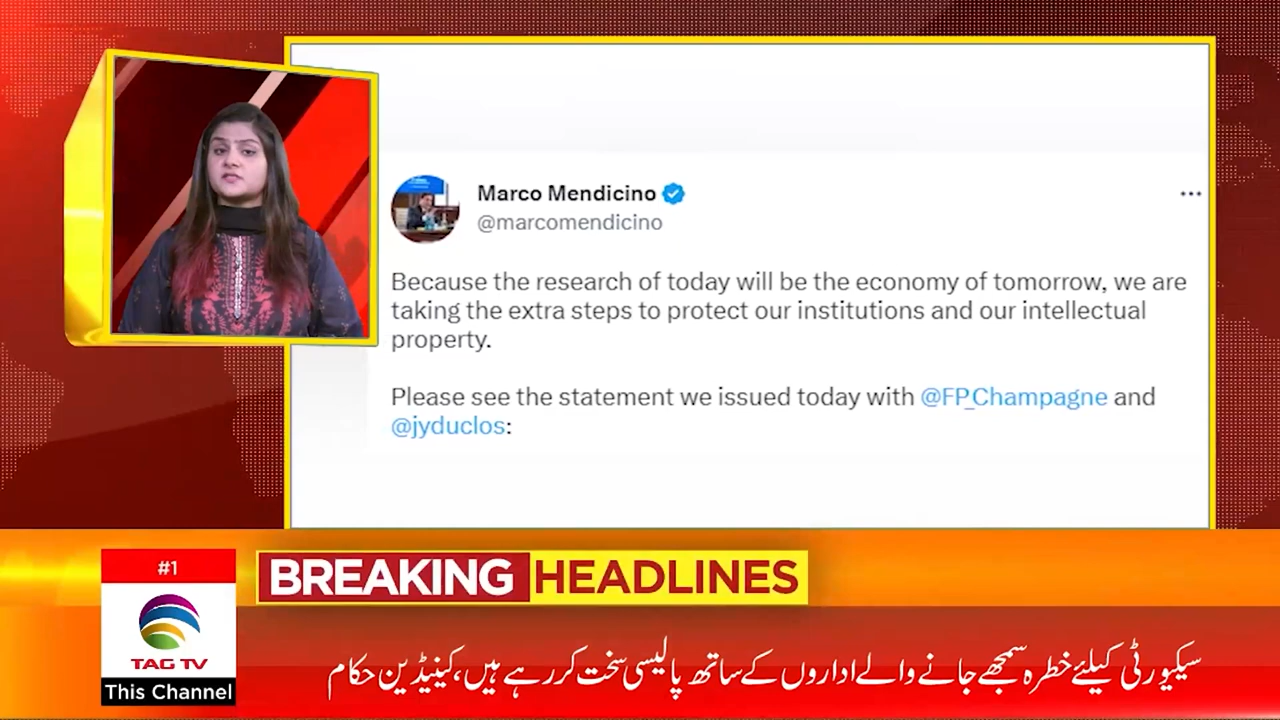 Marco Mendicino
@marcomendicino
Because the research of today will be the economy of tomorrow, we are
taking the extra steps to protect our institutions and our intellectual
property.
Please see the statement we issued today with @FP_Champagne and
@jyduclos:
#1
TAG TV
This Channel
BREAKING HEADLINES
سیکیورٹی کیلئے خطرہ سمجھے جانے والے اداروں کے ساتھ پالیسی سخت کر رہے ہیں، کینیڈین حکام